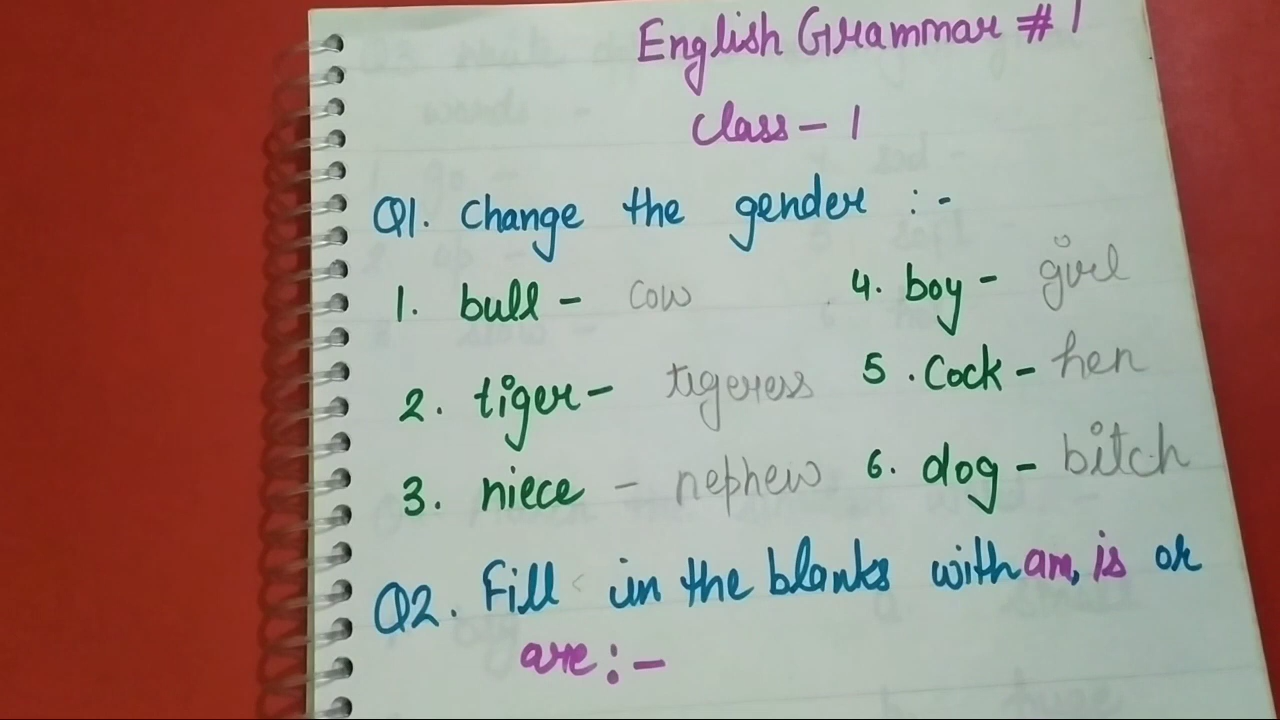 English Grammar # 1
Class - 1
Q1. Change the gender :-
1. bull - cow
4. boy - girl
2. tiger - tigeress
5. Cock - hen
3. niece - nephew
6. dog - bitch
Q2. Fill in the blanks with am, is or
are :-